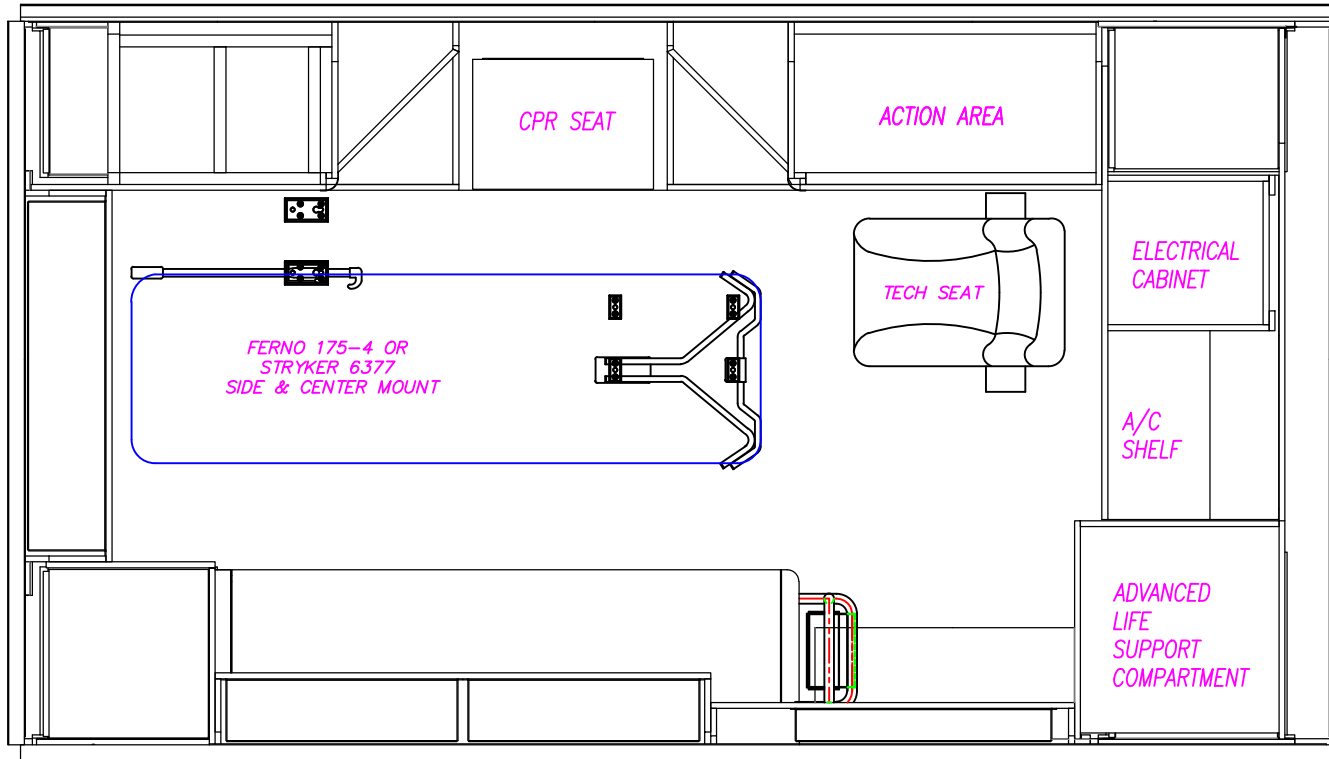 CPR SEAT
ACTION AREA
ELECTRICAL
CABINET
TECH SEAT
FERNO 175-4 OR
STRYKER 6377
SIDE & CENTER MOUNT
A/C
SHELF
ADVANCED
LIFE
SUPPORT
COMPARTMENT